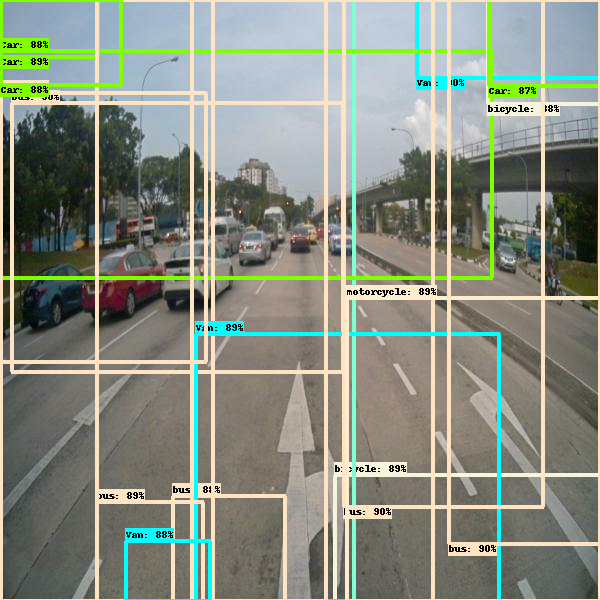 Car: 88%
Car: 89%
Van: 90%
Car: 88%
Car: 87%
bus: 90%
bicycle: 88%
motorcycle: 89%
Van: 89%
bicycle: 89%
bus: 88%
bus: 89%
bus: 90%
Van: 88%
bus: 90%